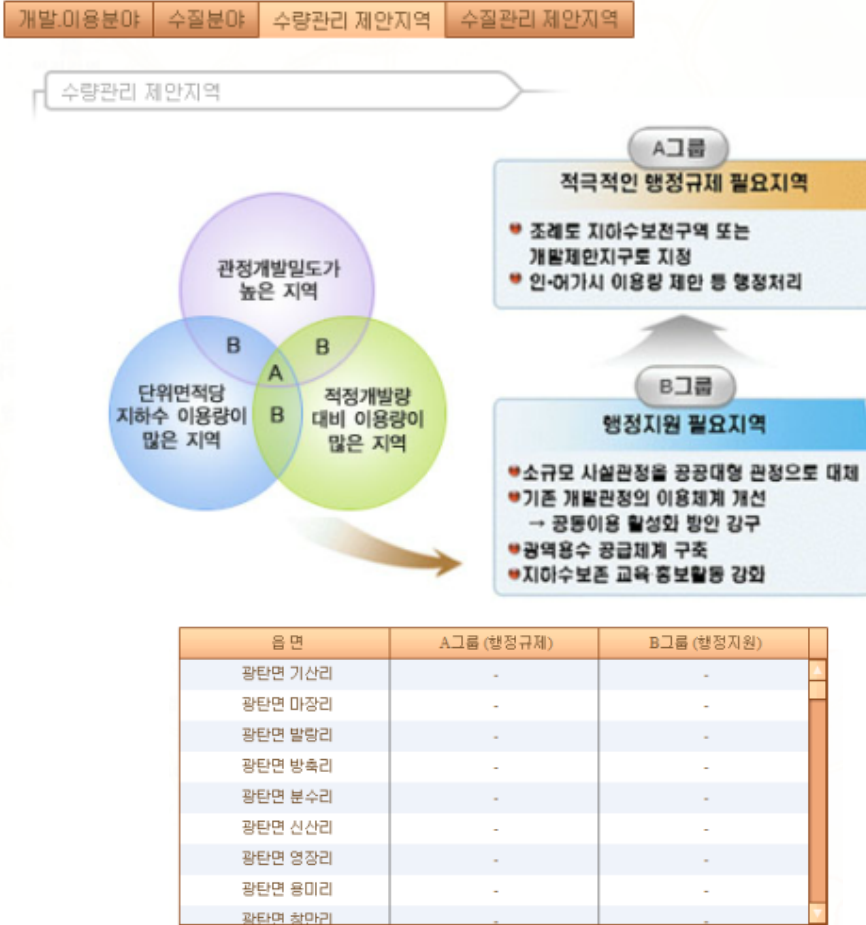 개발.이용분야 수질분야 수량관리 제안지역 수질관리 제안지역
수량관리 제안지역
관정개발밀도가
높은 지역
B B
A
B
단위면적당
지하수 이용량이
많은 지역
적정개발량
대비 이용량이
많은 지역
A그룹
적극적인 행정규제 필요지역
조례로 지하수보전구역 또는
개발제한지구로 지정
인·허가시 이용량 제한 등 행정처리
B그룹
행정지원 필요지역
소규모 시설관정을 공공대형 관정으로 대체
기존 개발관정의 이용체계 개선
→ 공동이용 활성화 방안 강구
광역용수 공급체계 구축
지하수보존 교육·홍보활동 강화
읍 면 A그룹 (행정규제) B그룹 (행정지원)
광탄면 기산리 - -
광탄면 마장리 - -
광탄면 발랑리 - -
광탄면 방축리 - -
광탄면 분수리 - -
광탄면 신산리 - -
광탄면 영장리 - -
광탄면 용미리 - -
광탄면 창만리 - -